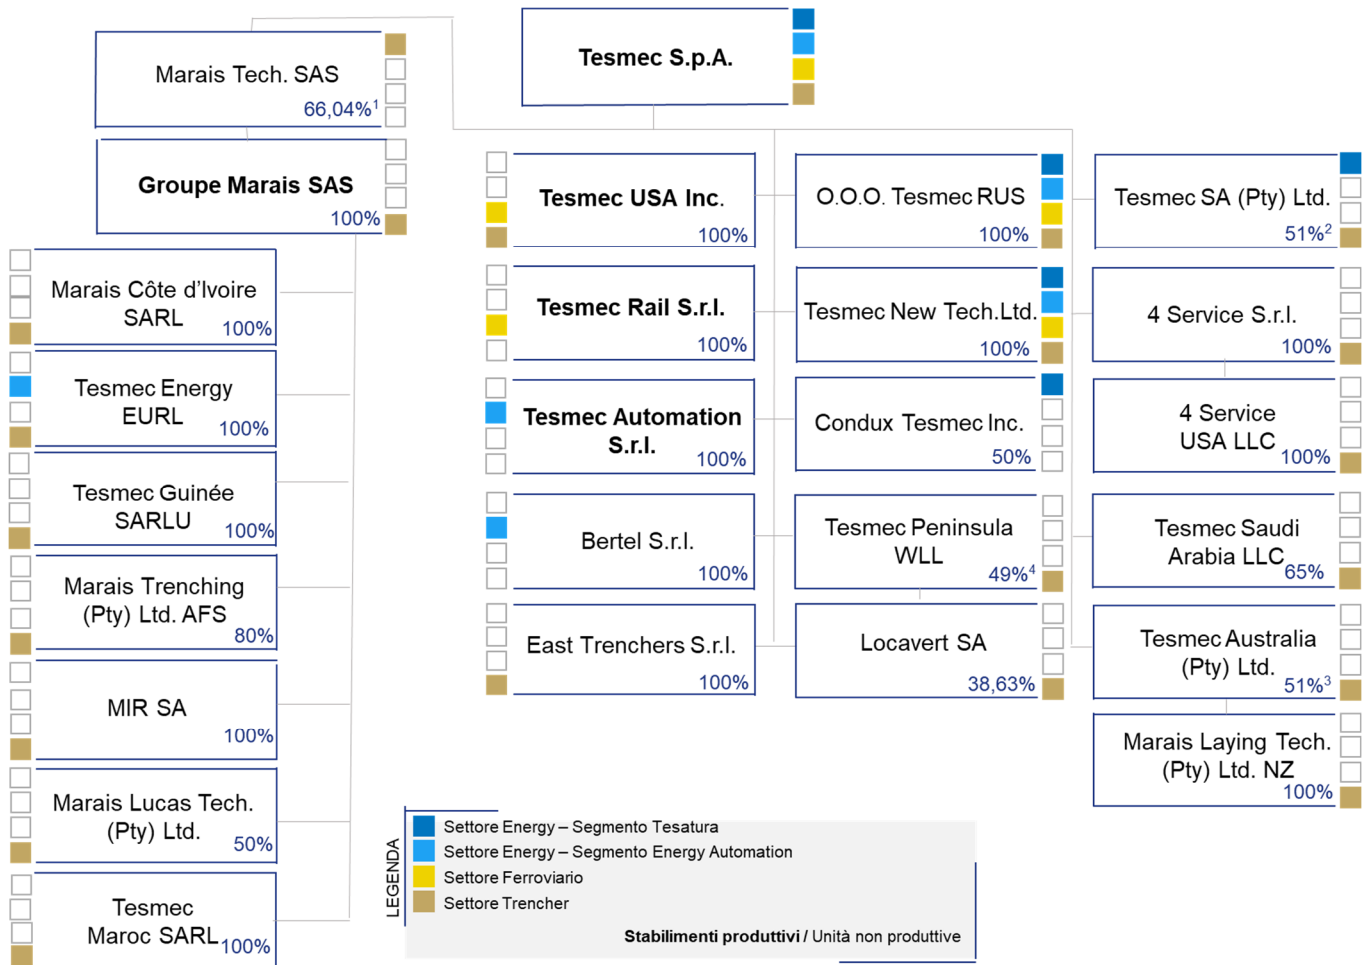 Tesmec S.p.A.
Marais Tech. SAS
66,04%¹
Groupe Marais SAS
100%
Marais Côte d'Ivoire
SARL
100%
Tesmec Energy
EURL
100%
Tesmec Guinée
SARLU
100%
Marais Trenching
(Pty) Ltd. AFS
80%
MIR SA
100%
Marais Lucas Tech.
(Pty) Ltd.
50%
Tesmec
Maroc SARL
100%
Tesmec USA Inc.
100%
Tesmec Rail S.r.l.
100%
Tesmec Automation
S.r.l.
100%
Bertel S.r.l.
100%
East Trenchers S.r.l.
100%
O.O.O. Tesmec RUS
100%
Tesmec New Tech.Ltd.
100%
Condux Tesmec Inc.
50%
Tesmec Peninsula
WLL
49%⁴
Locavert SA
38,63%
Tesmec SA (Pty) Ltd.
51%²
4 Service S.r.l.
100%
4 Service
USA LLC
100%
Tesmec Saudi
Arabia LLC
65%
Tesmec Australia
(Pty) Ltd.
51%³
Marais Laying Tech.
(Pty) Ltd. NZ
100%
LEGENDA
Settore Energy – Segmento Tesatura
Settore Energy – Segmento Energy Automation
Settore Ferroviario
Settore Trencher
Stabilimenti produttivi / Unità non produttive